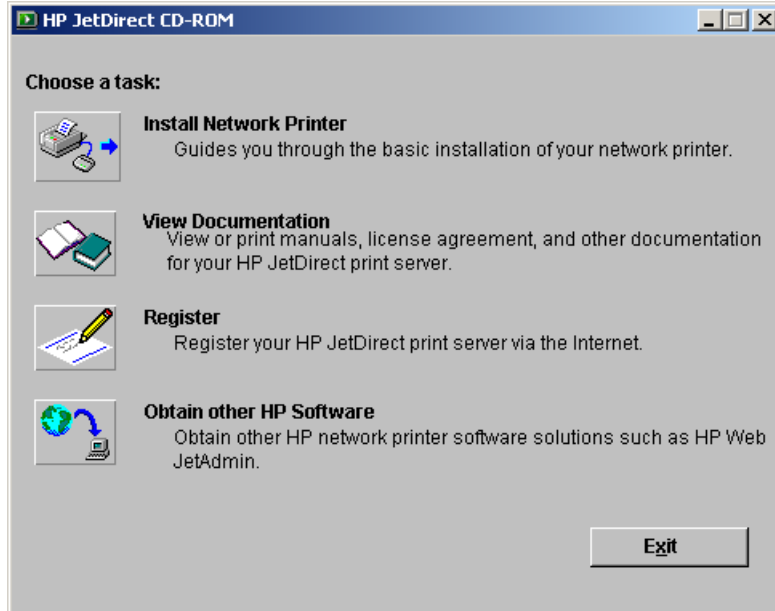 HP JetDirect CD-ROM
Choose a task:
Install Network Printer
Guides you through the basic installation of your network printer.
View Documentation
View or print manuals, license agreement, and other documentation
for your HP JetDirect print server.
Register
Register your HP JetDirect print server via the Internet.
Obtain other HP Software
Obtain other HP network printer software solutions such as HP Web
JetAdmin.
Exit